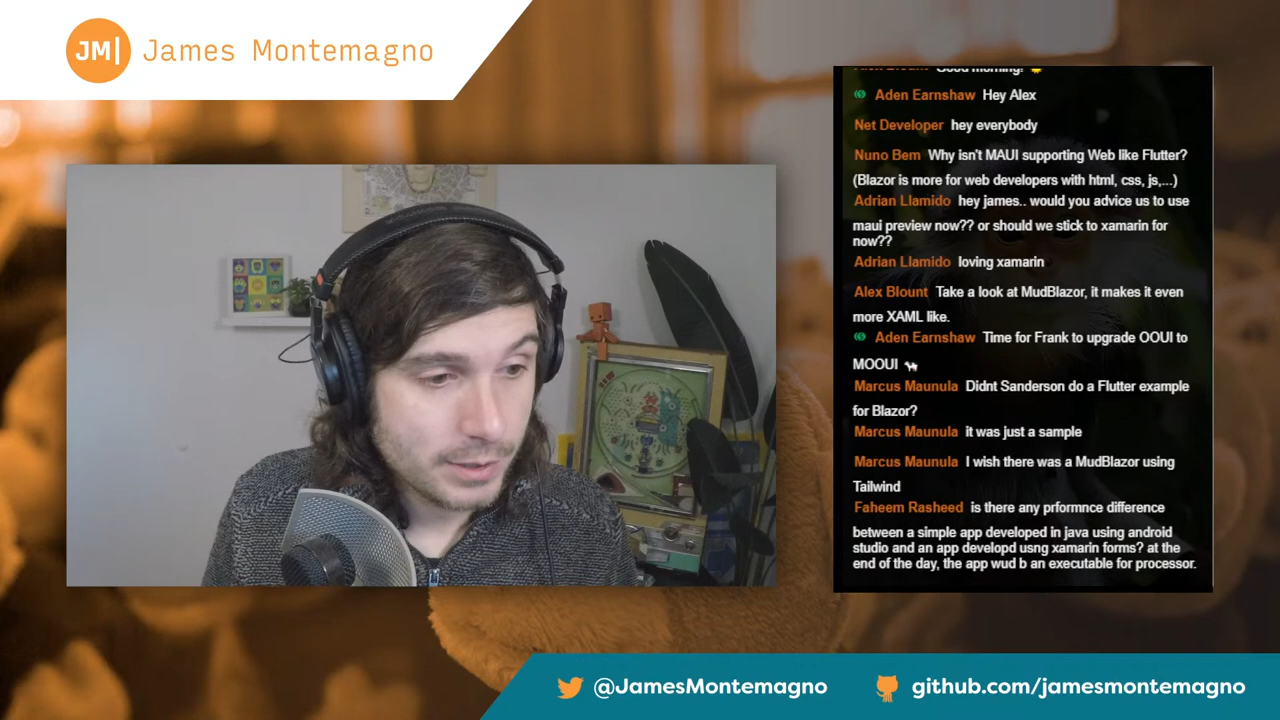 JM| James Montemagno
Alex Blount Good morning!
Aden Earnshaw Hey Alex
Net Developer hey everybody
Nuno Bem Why isn't MAUI supporting Web like Flutter?
(Blazor is more for web developers with html, css, js,...)
Adrian Llamido hey james.. would you advice us to use
maui preview now?? or should we stick to xamarin for
now??
Adrian Llamido loving xamarin
Alex Blount Take a look at MudBlazor, it makes it even
more XAML like.
Aden Earnshaw Time for Frank to upgrade OOUI to
MOOUI
Marcus Maunula Didnt Sanderson do a Flutter example
for Blazor?
Marcus Maunula it was just a sample
Marcus Maunula I wish there was a MudBlazor using
Tailwind
Faheem Rasheed is there any prformnce difference
between a simple app developed in java using android
studio and an app developd usng xamarin forms? at the
end of the day, the app wud b an executable for processor.
@JamesMontemagno
github.com/jamesmontemagno